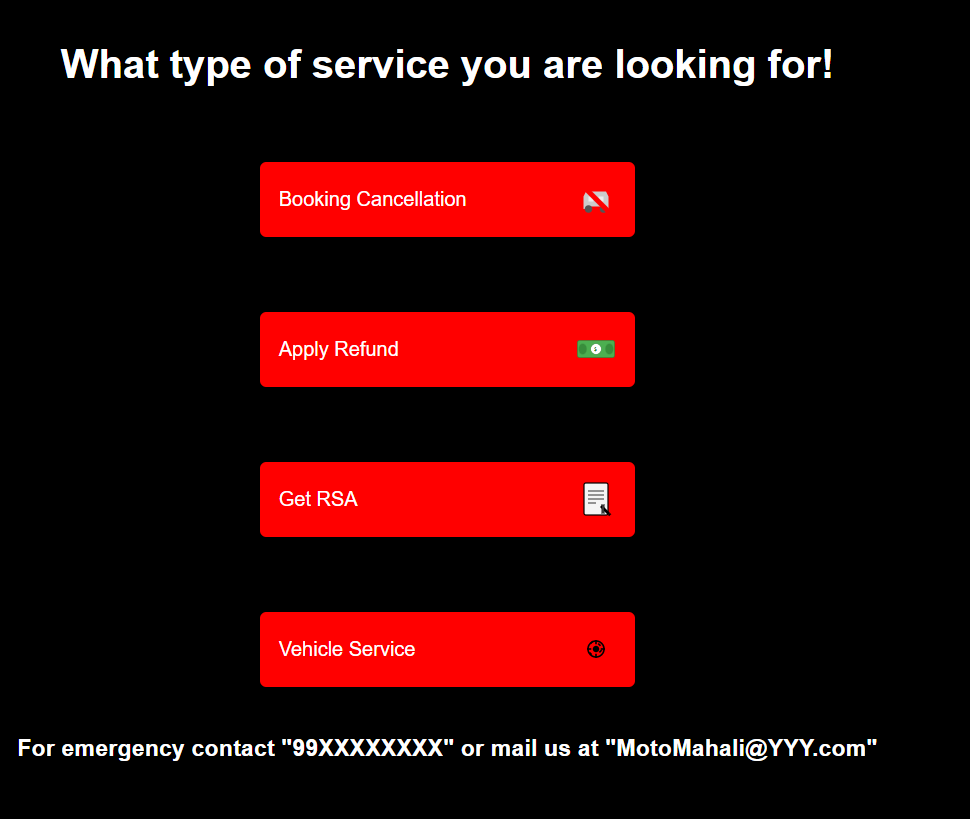 What type of service you are looking for!
Booking Cancellation
Apply Refund
Get RSA
Vehicle Service
For emergency contact "99XXXXXXXX" or mail us at "MotoMahali@YYY.com"